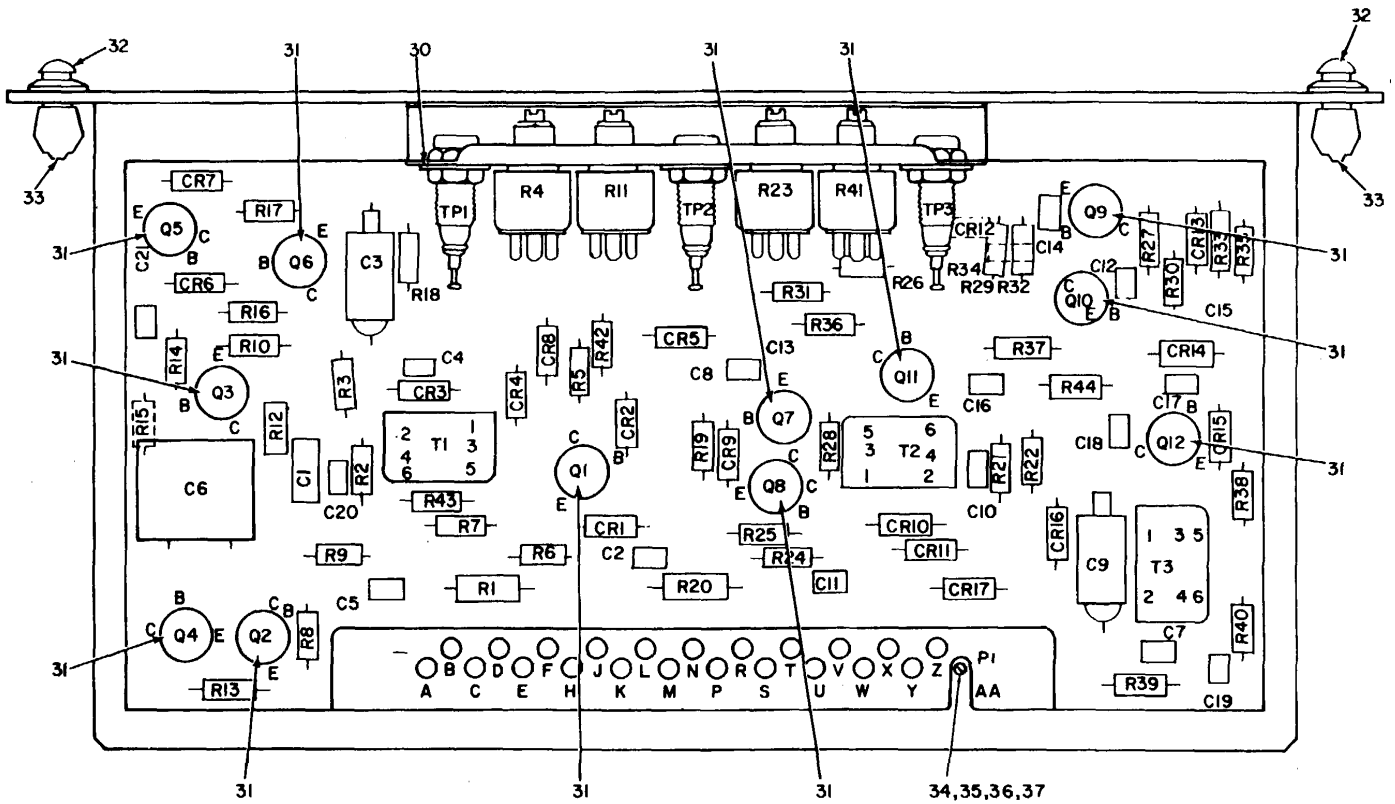 32 31 30 31 31 32
33 33
CR7 R4 R11 R23 R41
TP1 TP2 TP3
E R17 E E
31 Q5 C B Q6 C3 R18 CR12 C14 B Q9 C R27 CR13 R33 R35 31
C21 B C R26 R34 R29 R32 C12 R30
CR6 R31 C Q10 E B C15
R16 R36 31
R14 R10 E R3 C4 CR8 R5 R42 CR5 C13 B R37 CR14
31 Q3 B C CR3 CR4 C8 E C Q11 E C16 R44 C17
R15 R12 CR2 B Q7 C B
2 T1 1 R19 CR9 R28 5 T2 6 C18 Q12 C CR15 31
4 3 C Q1 B E 3 4
6 5 1 2
C6 C1 C20 R2 E Q8 C B C10 R2 R22 R38
R43 CR16
R7 CR1 R25 CR10 C9 1 3 5
R9 R6 C2 R24 CR11 T3
C5 R1 R20 C11 CR17 2 4 6
B C B R40
31 C Q4 E Q2 E R8 C7
B D F J L N R T V X Z P1
A C E H K M P S U W Y AA
R13 R39 C19
31 31 31 34,35,36,37